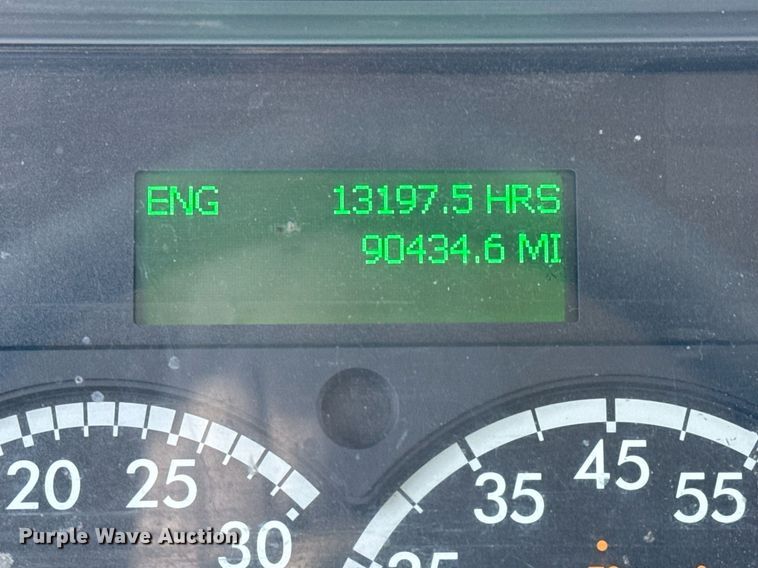 ENG 13197.5 HRS
90434.6 MI
20 25 30
35 45 55
Purple Wave Auction